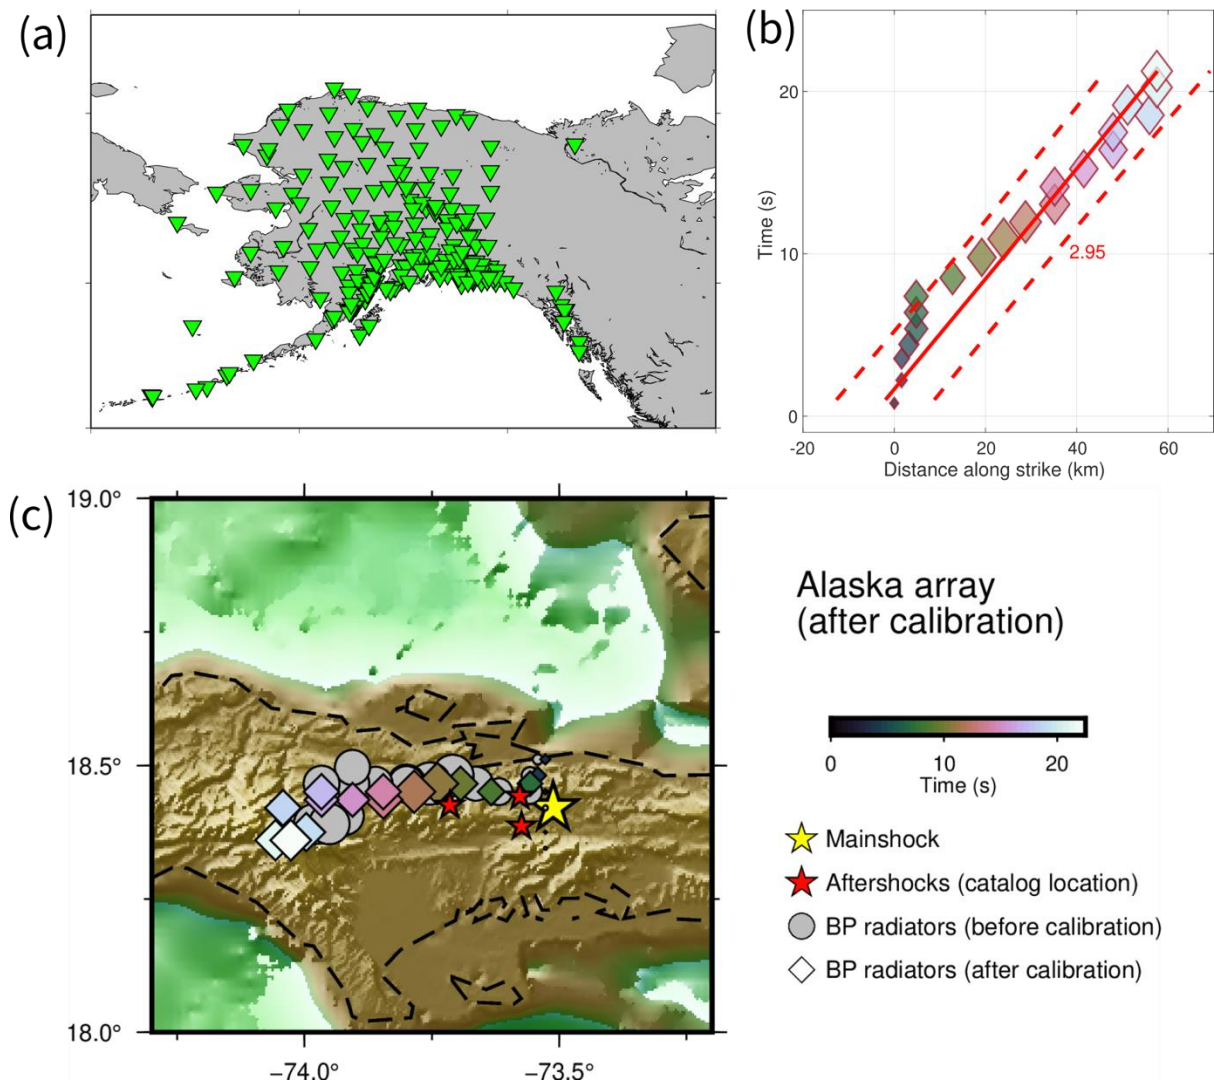 (a)
(b)
Time (s)
20
10
0
2.95
-20
0
20
40
60
Distance along strike (km)
(c)
19.0°
18.5°
18.0°
-74.0°
-73.5°
Alaska array
(after calibration)
0
10
20
Time (s)
Mainshock
Aftershocks (catalog location)
BP radiators (before calibration)
BP radiators (after calibration)